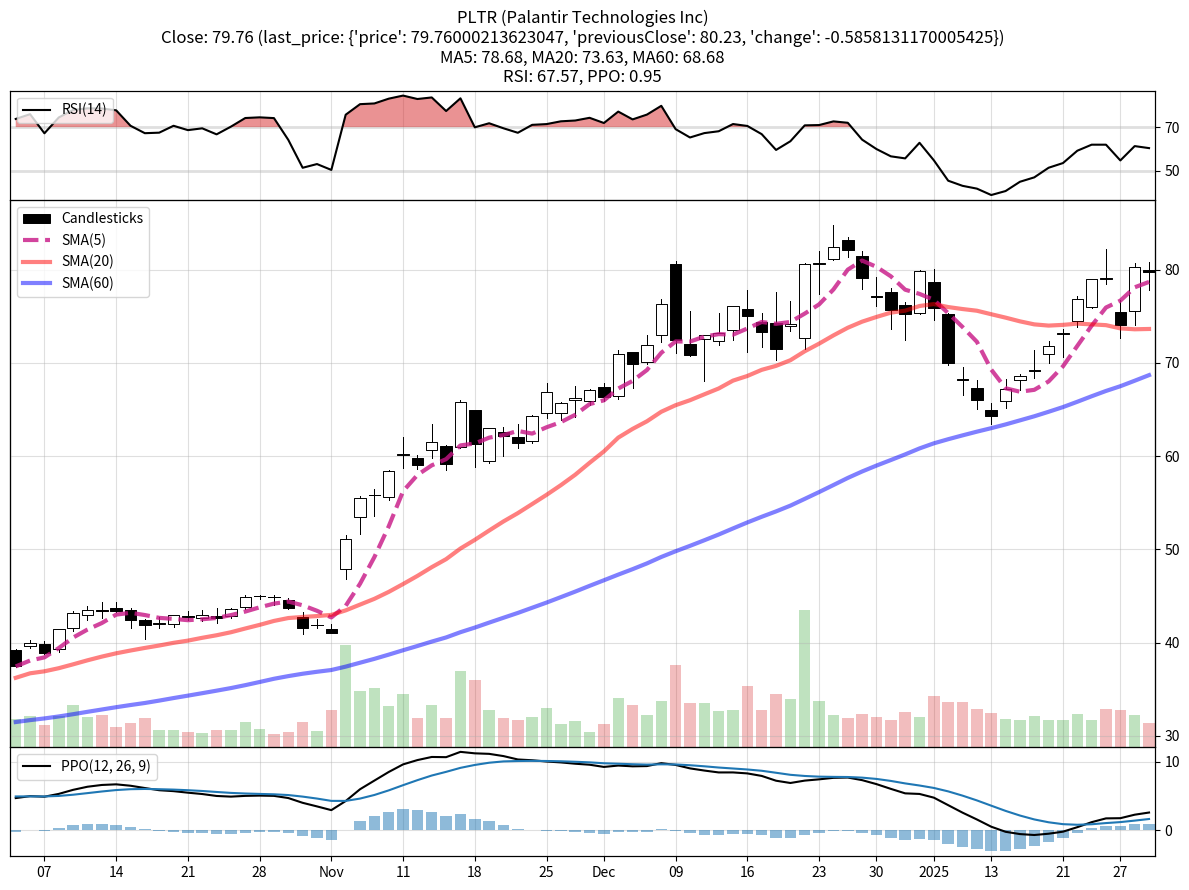 PLTR (Palantir Technologies Inc)
Close: 79.76 (last_price: {'price': 79.76000213623047, 'previousClose': 80.23, 'change': -0.5858131170005425})
MA5: 78.68, MA20: 73.63, MA60: 68.68
RSI: 67.57, PPO: 0.95
RSI(14)
70
50
Candlesticks
SMA(5)
SMA(20)
SMA(60)
80
70
60
50
40
30
PPO(12, 26, 9)
10
0
07 14 21 28 Nov 11 18 25 Dec 09 16 23 30 2025 13 21 27